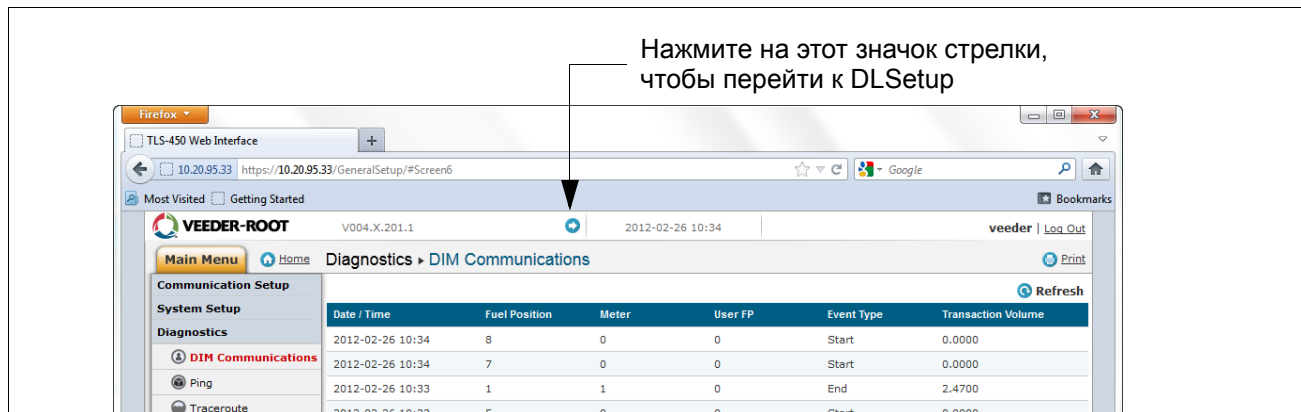 Нажмите на этот значок стрелки,
чтобы перейти к DLSetup
Firefox
TLS-450 Web Interface
10.20.95.33 https://10.20.95.33/GeneralSetup/#Screen6 Google
Most Visited Getting Started Bookmarks
VEEDER-ROOT V004.X.201.1 2012-02-26 10:34 veeder | Log Out
Main Menu Home Diagnostics ▸ DIM Communications Print
Communication Setup Refresh
System Setup Date / Time Fuel Position Meter User FP Event Type Transaction Volume
Diagnostics 2012-02-26 10:34 8 0 0 Start 0.0000
DIM Communications 2012-02-26 10:34 7 0 0 Start 0.0000
Ping 2012-02-26 10:33 1 1 0 End 2.4700
Traceroute